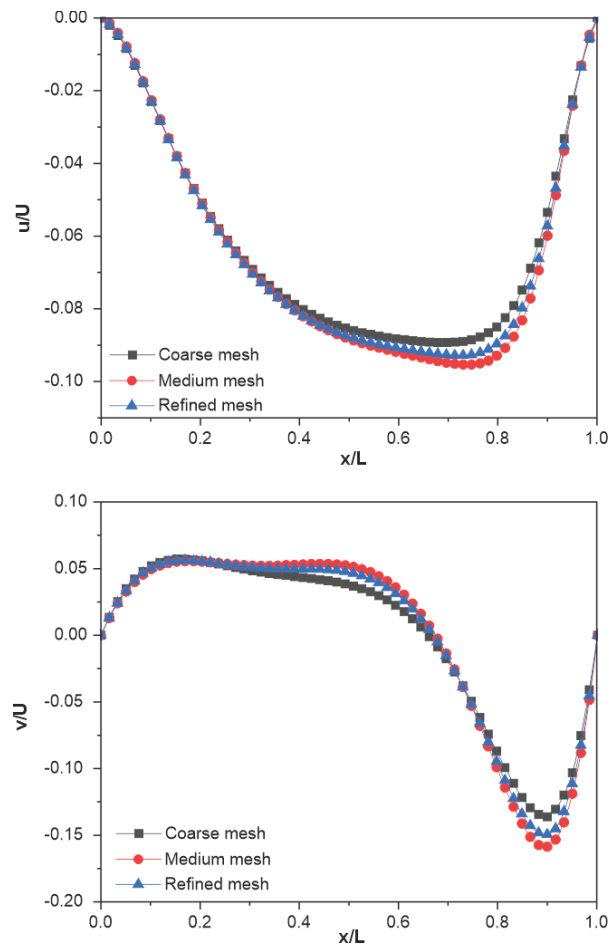 0.00
-0.02
-0.04
-0.06
-0.08
-0.10
u/U
Coarse mesh
Medium mesh
Refined mesh
0.0 0.2 0.4 0.6 0.8 1.0
x/L
0.10
0.05
0.00
-0.05
-0.10
-0.15
-0.20
v/U
Coarse mesh
Medium mesh
Refined mesh
0.0 0.2 0.4 0.6 0.8 1.0
x/L